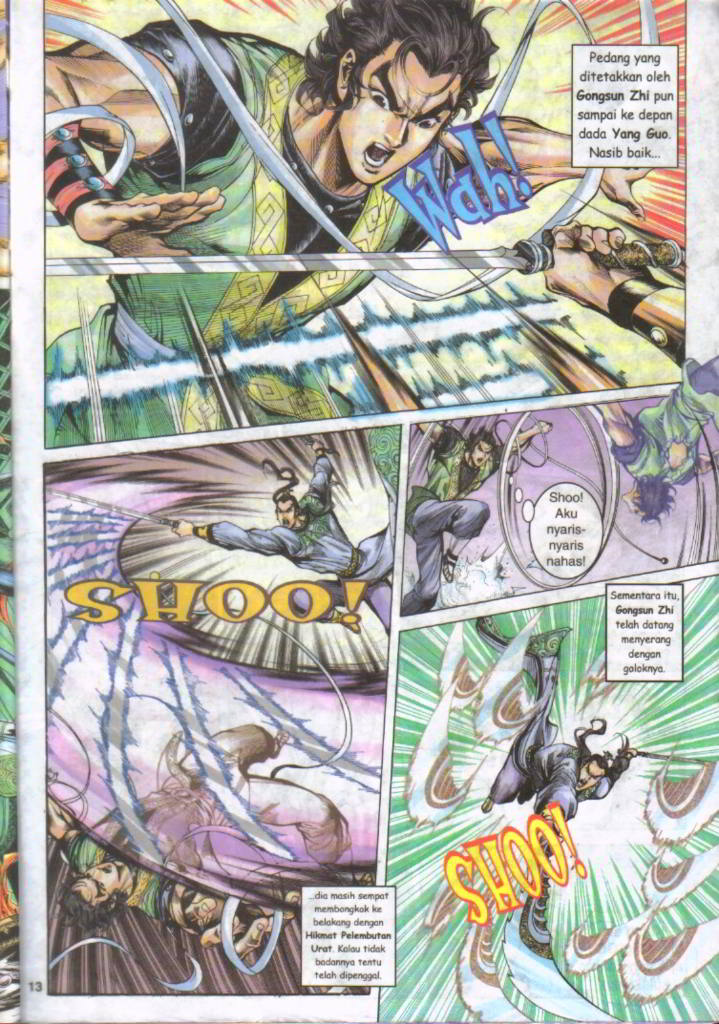 Pedang yang
ditetakkan oleh
Gongsun Zhi pun
sampai ke depan
dada Yang Guo.
Nasib baik...
Wah!
SHOO!
...dia masih sempat
membongkok ke
belakang dengan
Hikmat Pelembutan
Urat. Kalau tidak
badannya tentu
telah dipenggal.
Shoo!
Aku
nyaris-
nyaris
nahas!
Sementara itu,
Gongsun Zhi
telah datang
menyerang
dengan
goloknya.
SHOO!
13